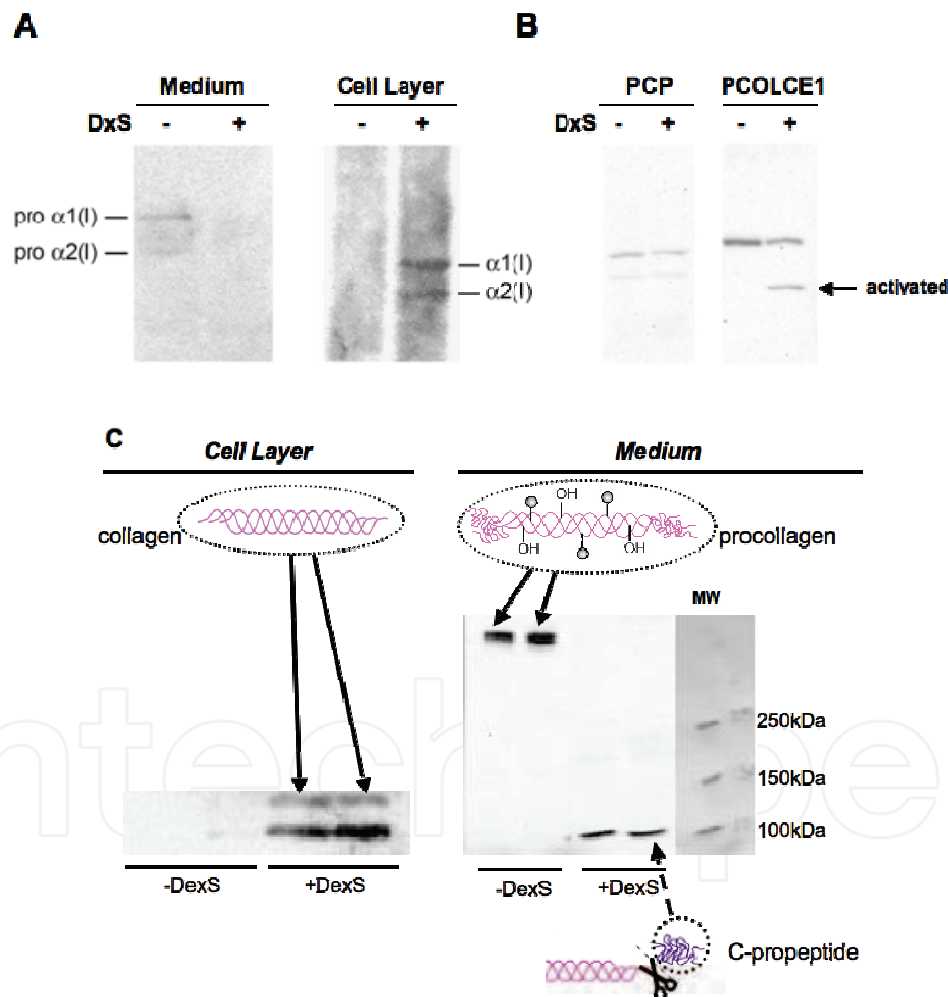 A
B
Medium
Cell Layer
PCP
PCOLCE1
DxS - +
- +
DxS - +
- +
pro α1(I)
pro α2(I)
α1(I)
α2(I)
activated
C
Cell Layer
Medium
collagen
OH
OH
OH
procollagen
MW
250kDa
150kDa
100kDa
-DexS
+DexS
-DexS
+DexS
C-propeptide